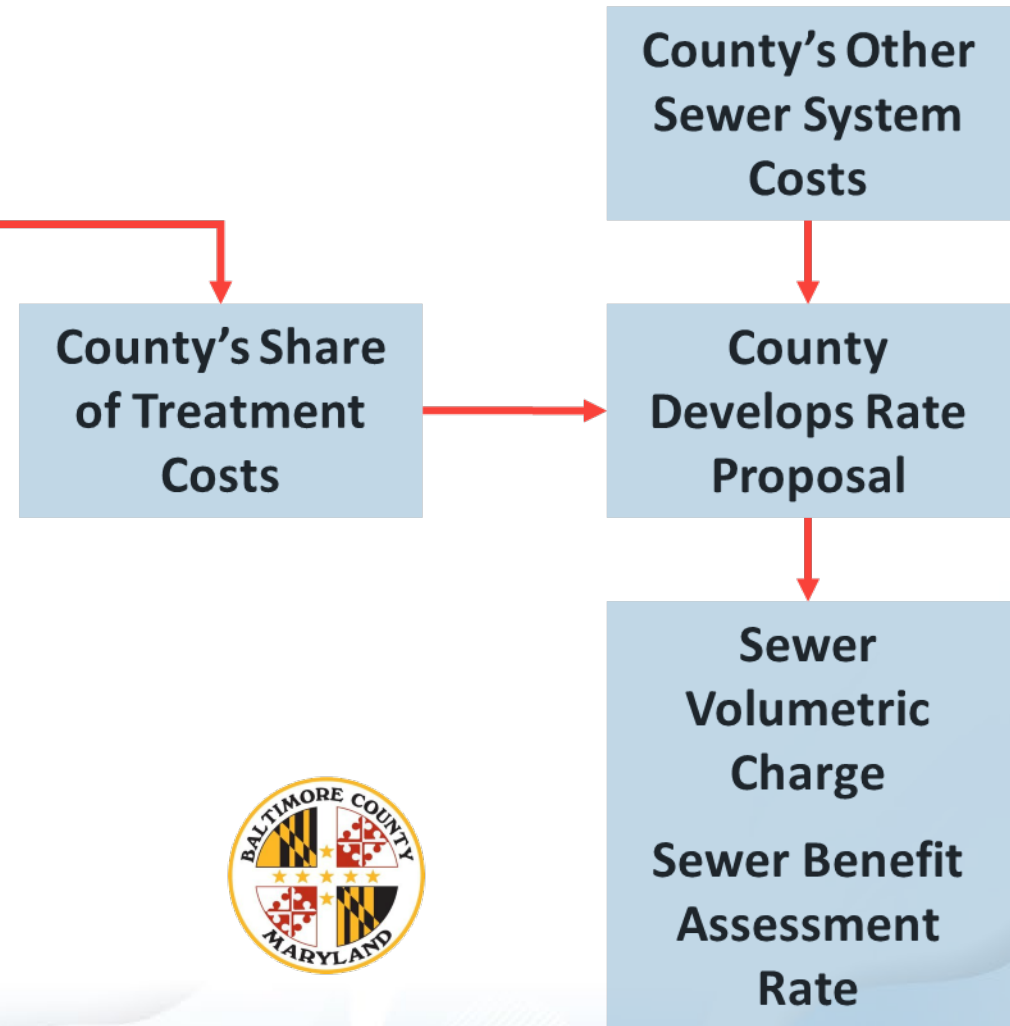 County's Other
Sewer System
Costs
County's Share
of Treatment
Costs
County
Develops Rate
Proposal
Sewer
Volumetric
Charge
Sewer Benefit
Assessment
Rate
BALTIMORE COUNTY
MARYLAND